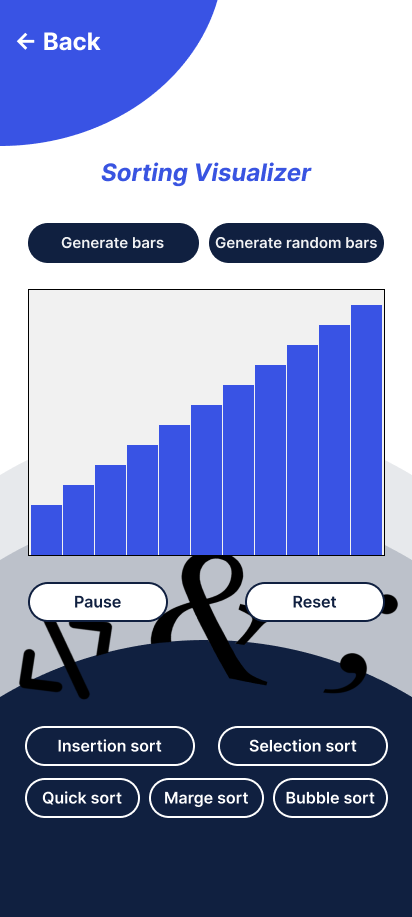 ← Back
Sorting Visualizer
Generate bars
Generate random bars
&
;
Pause
Reset
Insertion sort
Selection sort
Quick sort
Marge sort
Bubble sort